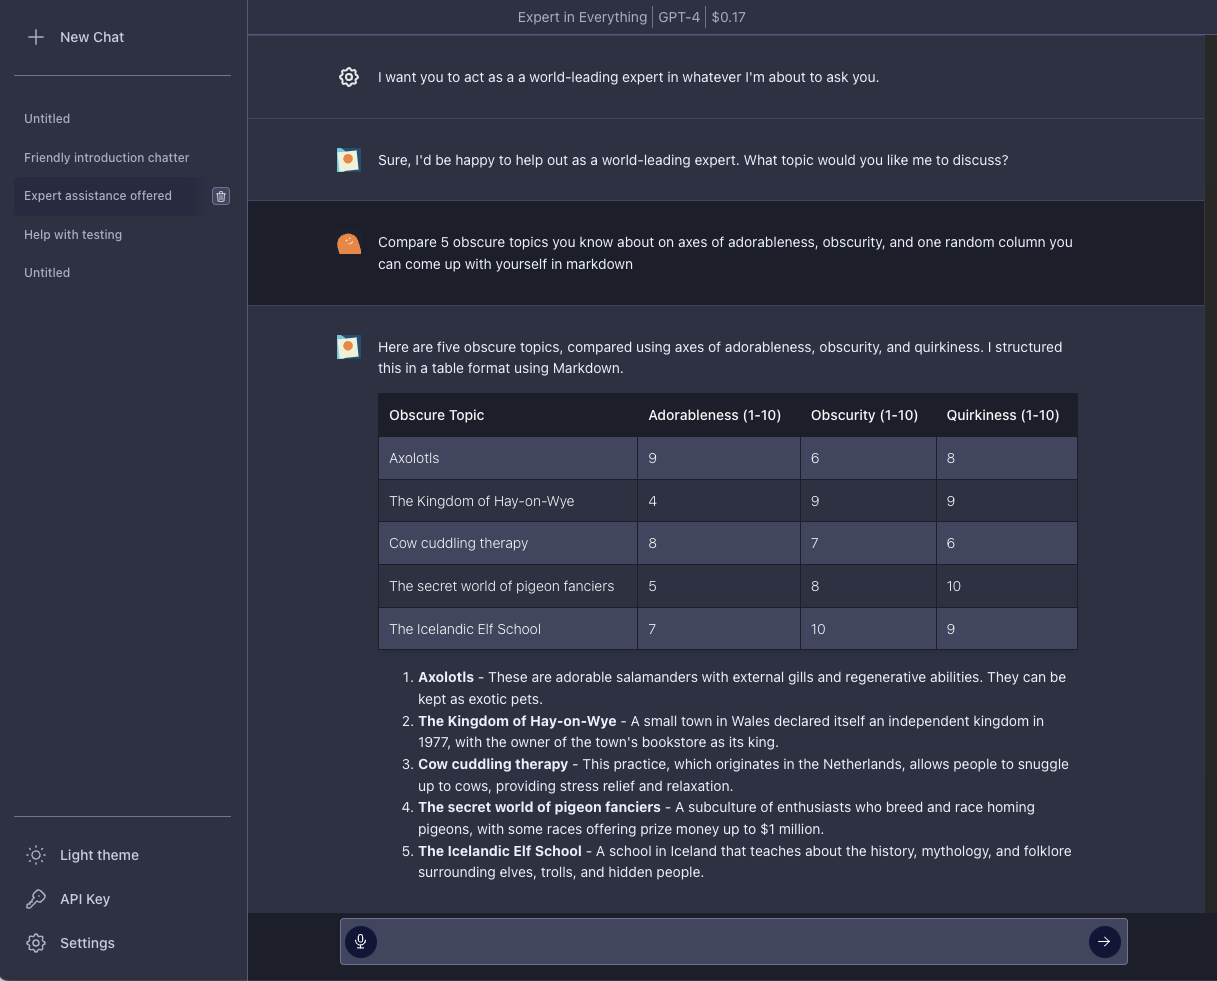 New Chat
Untitled
Friendly introduction chatter
Expert assistance offered
Help with testing
Untitled
Light theme
API Key
Settings
Expert in Everything | GPT-4 | $0.17
I want you to act as a a world-leading expert in whatever I'm about to ask you.
Sure, I'd be happy to help out as a world-leading expert. What topic would you like me to discuss?
Compare 5 obscure topics you know about on axes of adorableness, obscurity, and one random column you
can come up with yourself in markdown
Here are five obscure topics, compared using axes of adorableness, obscurity, and quirkiness. I structured
this in a table format using Markdown.
Obscure Topic Adorableness (1-10) Obscurity (1-10) Quirkiness (1-10)
Axolotls 9 6 8
The Kingdom of Hay-on-Wye 4 9 9
Cow cuddling therapy 8 7 6
The secret world of pigeon fanciers 5 8 10
The Icelandic Elf School 7 10 9
1. Axolotls - These are adorable salamanders with external gills and regenerative abilities. They can be
kept as exotic pets.
2. The Kingdom of Hay-on-Wye - A small town in Wales declared itself an independent kingdom in
1977, with the owner of the town's bookstore as its king.
3. Cow cuddling therapy - This practice, which originates in the Netherlands, allows people to snuggle
up to cows, providing stress relief and relaxation.
4. The secret world of pigeon fanciers - A subculture of enthusiasts who breed and race homing
pigeons, with some races offering prize money up to $1 million.
5. The Icelandic Elf School - A school in Iceland that teaches about the history, mythology, and folklore
surrounding elves, trolls, and hidden people.